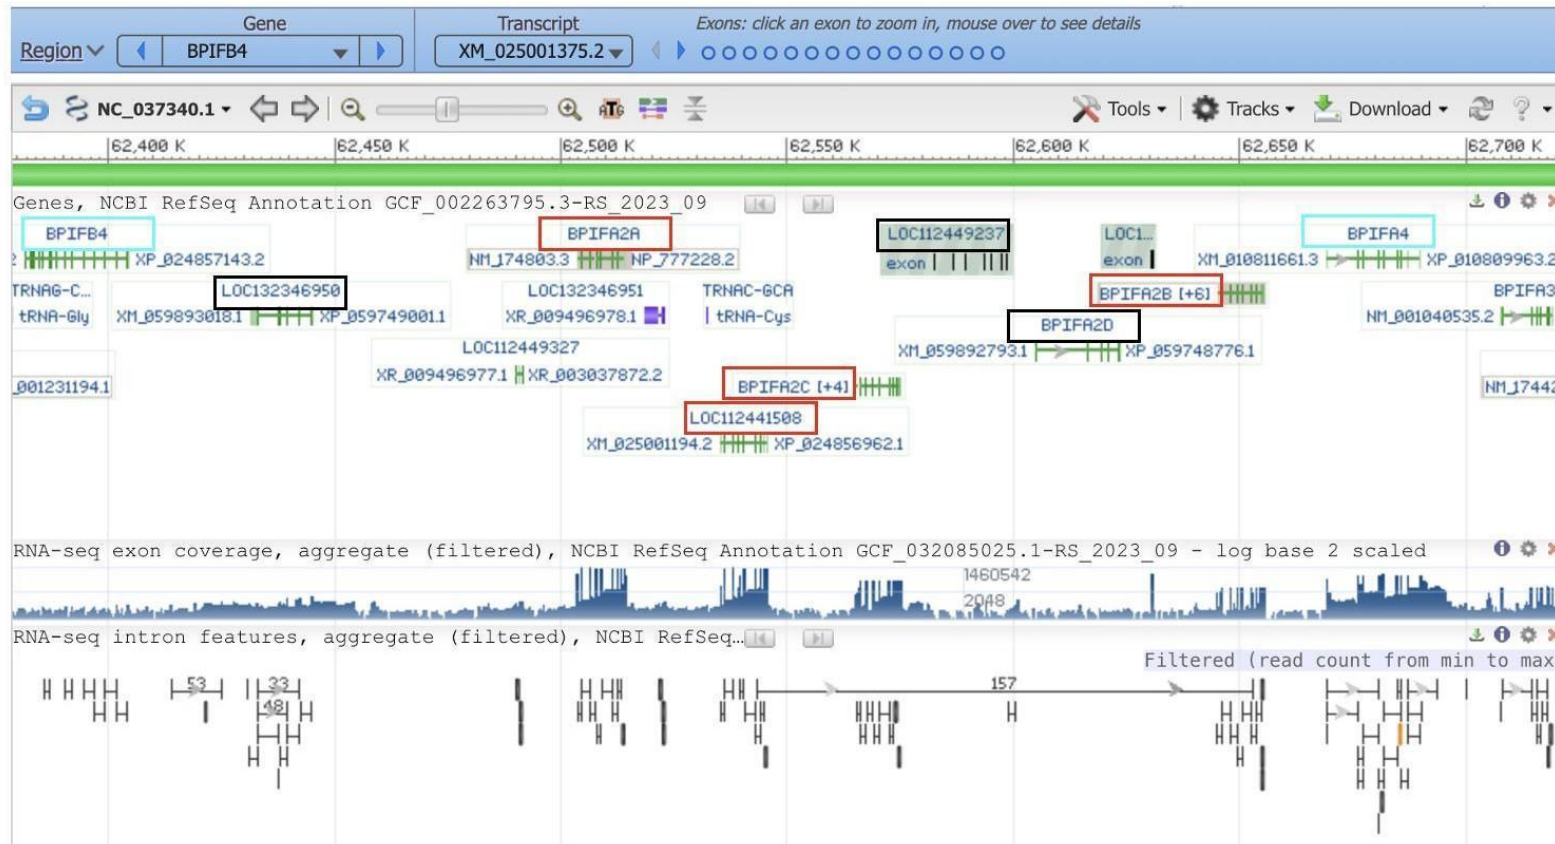 Gene Transcript Exons: click an exon to zoom in, mouse over to see details
Region BPIFB4 XM_025001375.2
NC_037340.1 ATG Tools Tracks Download ?
62,400 K 62,450 K 62,500 K 62,550 K 62,600 K 62,650 K 62,700 K
Genes, NCBI RefSeq Annotation GCF_002263795.3-RS_2023_09
BPIFB4 BPIFA2A LOC112449237 LOC1… BPIFA4
2 XP_024857143.2 NM_174803.3 NP_777228.2 exon exon XM_010811661.3 XP_010809963.2
TRNAG-C… LOC132346950 LOC132346951 TRNAC-GCA BPIFA2B [+6] BPIFA3
tRNA-Gly XM_059893018.1 XP_059749001.1 XR_009496978.1 tRNA-Cys NM_001040535.2
BPIFA2D
LOC112449327 XM_059892793.1 XP_059748776.1
XR_009496977.1 XR_003037872.2
_001231194.1 BPIFA2C [+4] NM_17442
LOC112441508
XM_025001194.2 XP_024856962.1
RNA-seq exon coverage, aggregate (filtered), NCBI RefSeq Annotation GCF_032085025.1-RS_2023_09 - log base 2 scaled
1460542
2048
RNA-seq intron features, aggregate (filtered), NCBI RefSeq…
Filtered (read count from min to max
53 33 157
48